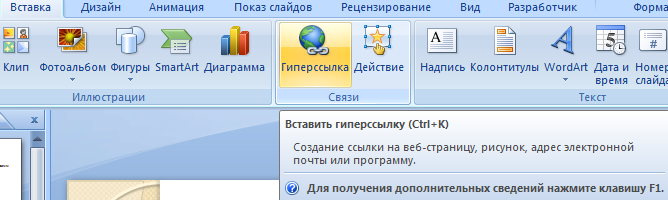 Вставка Дизайн Анимация Показ слайдов Рецензирование Вид Разработчик Форма
Клип Фотоальбом Фигуры SmartArt Диаграмма Гиперссылка Действие Надпись Колонтитулы WordArt Дата и время Номер слайда
Иллюстрации Связи Текст
Вставить гиперссылку (Ctrl+K)
Создание ссылки на веб-страницу, рисунок, адрес электронной
почты или программу.
Для получения дополнительных сведений нажмите клавишу F1.